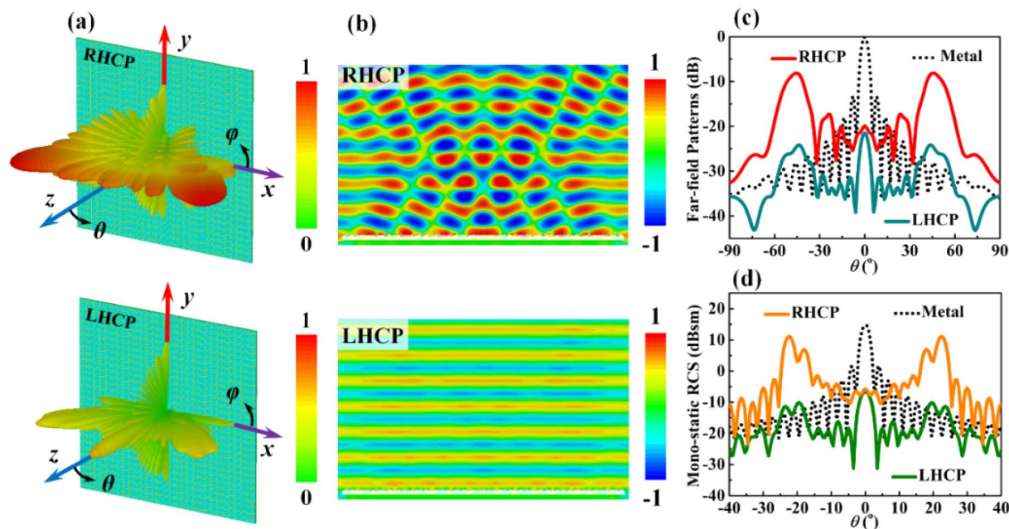 (a)
RHCP
y
φ
x
z
θ
1
0
LHCP
y
φ
x
z
θ
1
0
(b)
RHCP
1
-1
LHCP
1
-1
(c)
Far-field Patterns (dB)
0
-10
-20
-30
-40
RHCP
Metal
LHCP
-90 -60 -30 0 30 60 90
θ (°)
(d)
Mono-static RCS (dBsm)
20
10
0
-10
-20
-30
-40
RHCP
Metal
LHCP
-40 -30 -20 -10 0 10 20 30 40
θ (°)